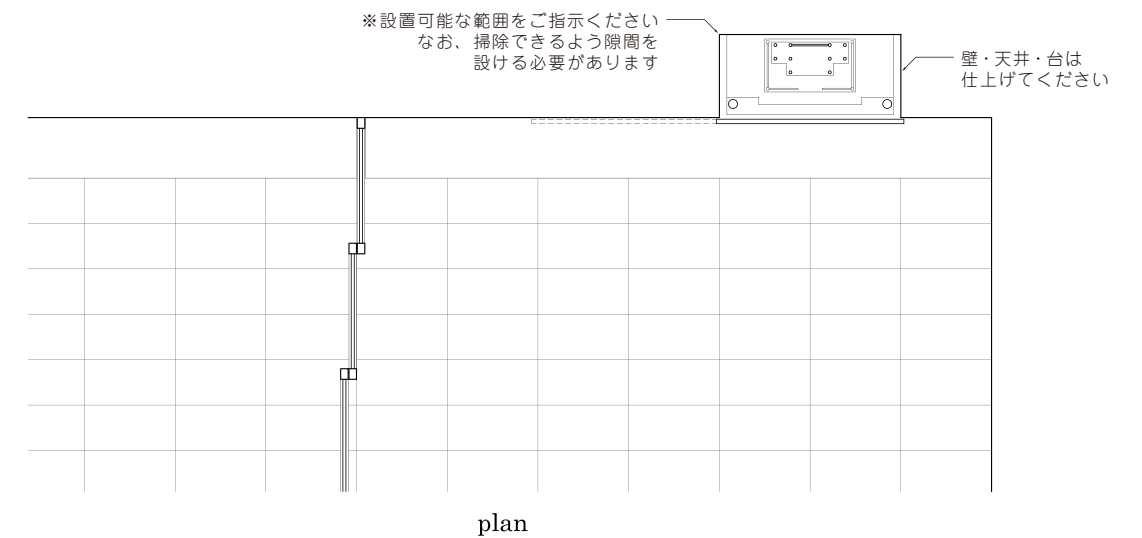 ※設置可能な範囲をご指示ください
なお、掃除できるよう隙間を
設ける必要があります
壁・天井・台は
仕上げてください
plan